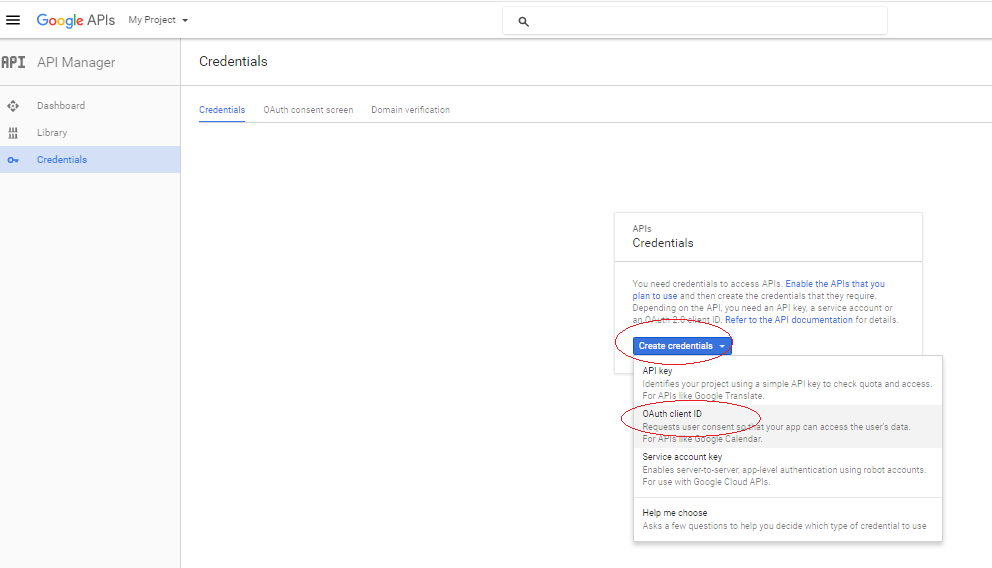 Google APIs My Project
API API Manager
Credentials
Dashboard
Library
Credentials
Credentials OAuth consent screen Domain verification
APIs
Credentials
You need credentials to access APIs. Enable the APIs that you
plan to use and then create the credentials that they require.
Depending on the API, you need an API key, a service account or
an OAuth 2.0 client ID. Refer to the API documentation for details.
Create credentials
API key
Identifies your project using a simple API key to check quota and access.
For APIs like Google Translate.
OAuth client ID
Requests user consent so that your app can access the user's data.
For APIs like Google Calendar.
Service account key
Enables server-to-server, app-level authentication using robot accounts.
For use with Google Cloud APIs.
Help me choose
Asks a few questions to help you decide which type of credential to use